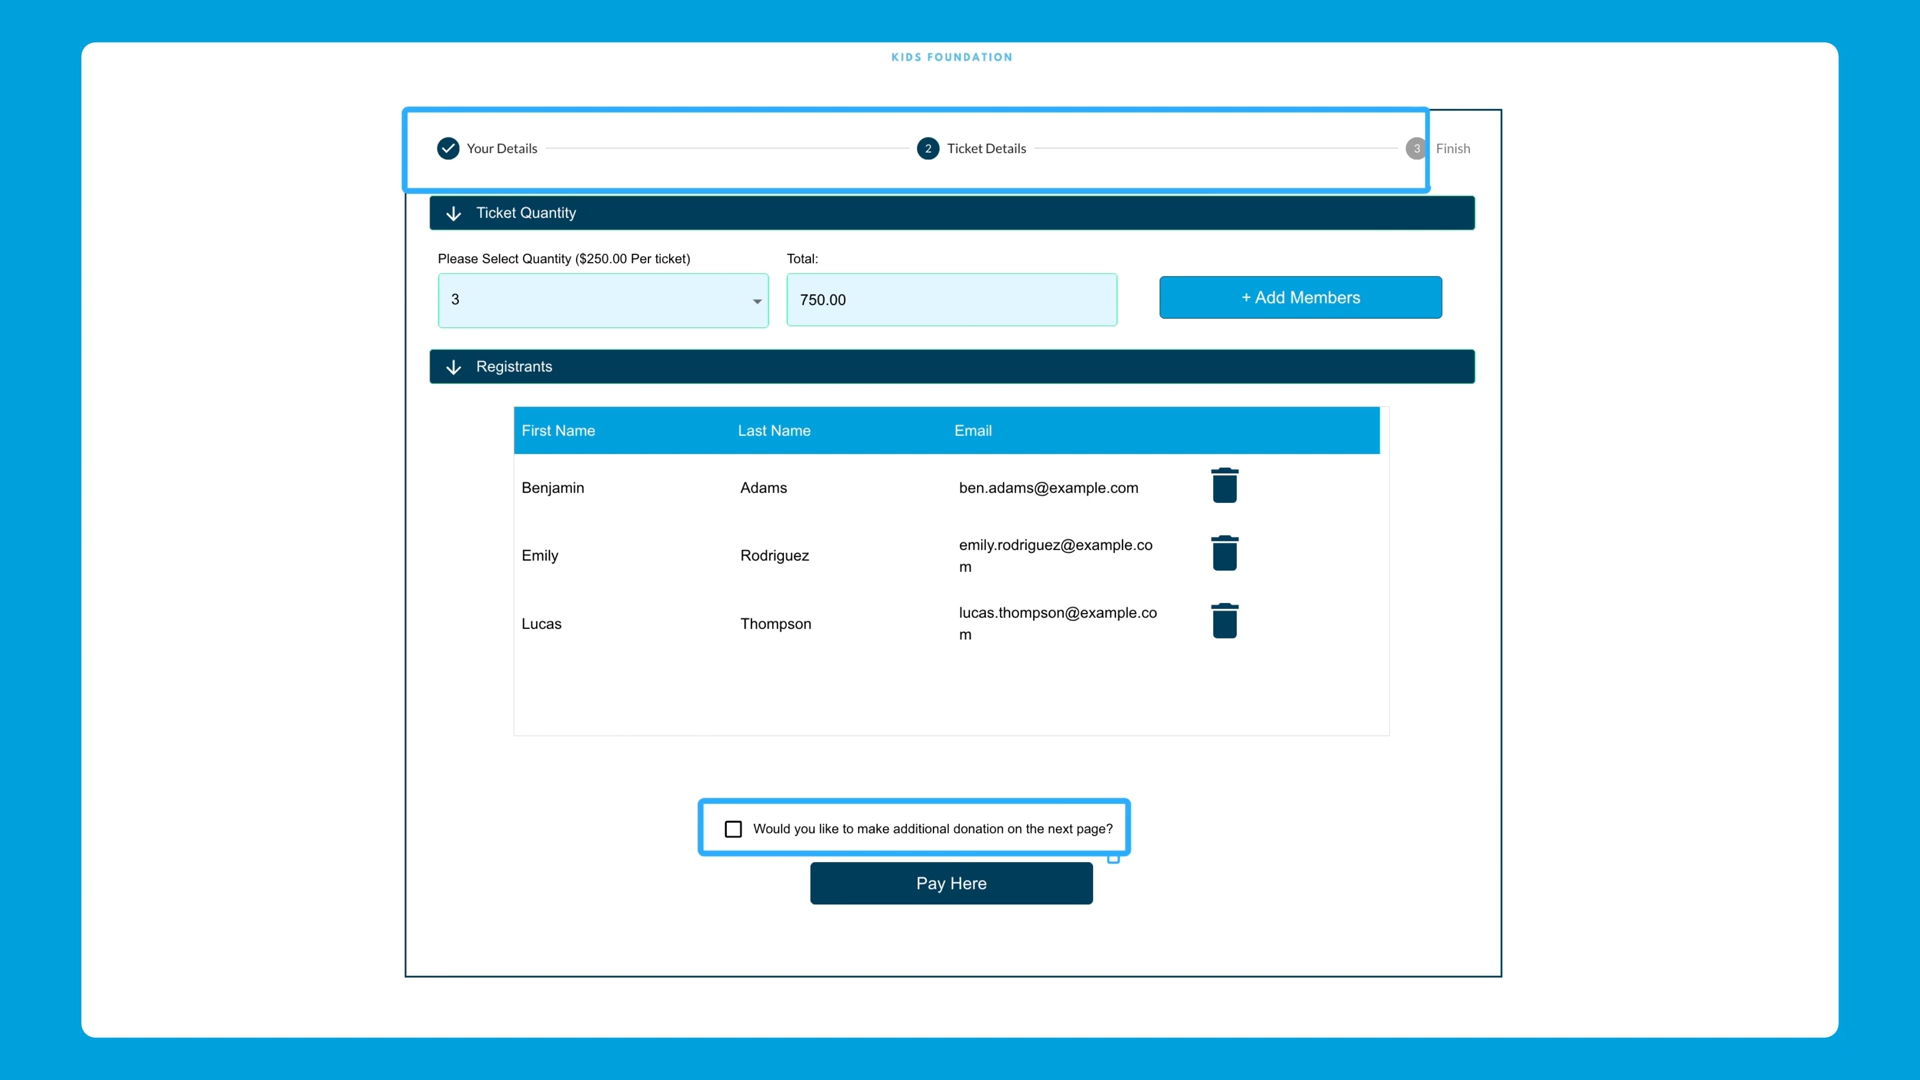 KIDS FOUNDATION
Your Details
2 Ticket Details
3 Finish
Ticket Quantity
Please Select Quantity ($250.00 Per ticket)
Total:
3
750.00
+ Add Members
Registrants
First Name Last Name Email
Benjamin Adams ben.adams@example.com
Emily Rodriguez emily.rodriguez@example.co
m
Lucas Thompson lucas.thompson@example.co
m
Would you like to make additional donation on the next page?
Pay Here